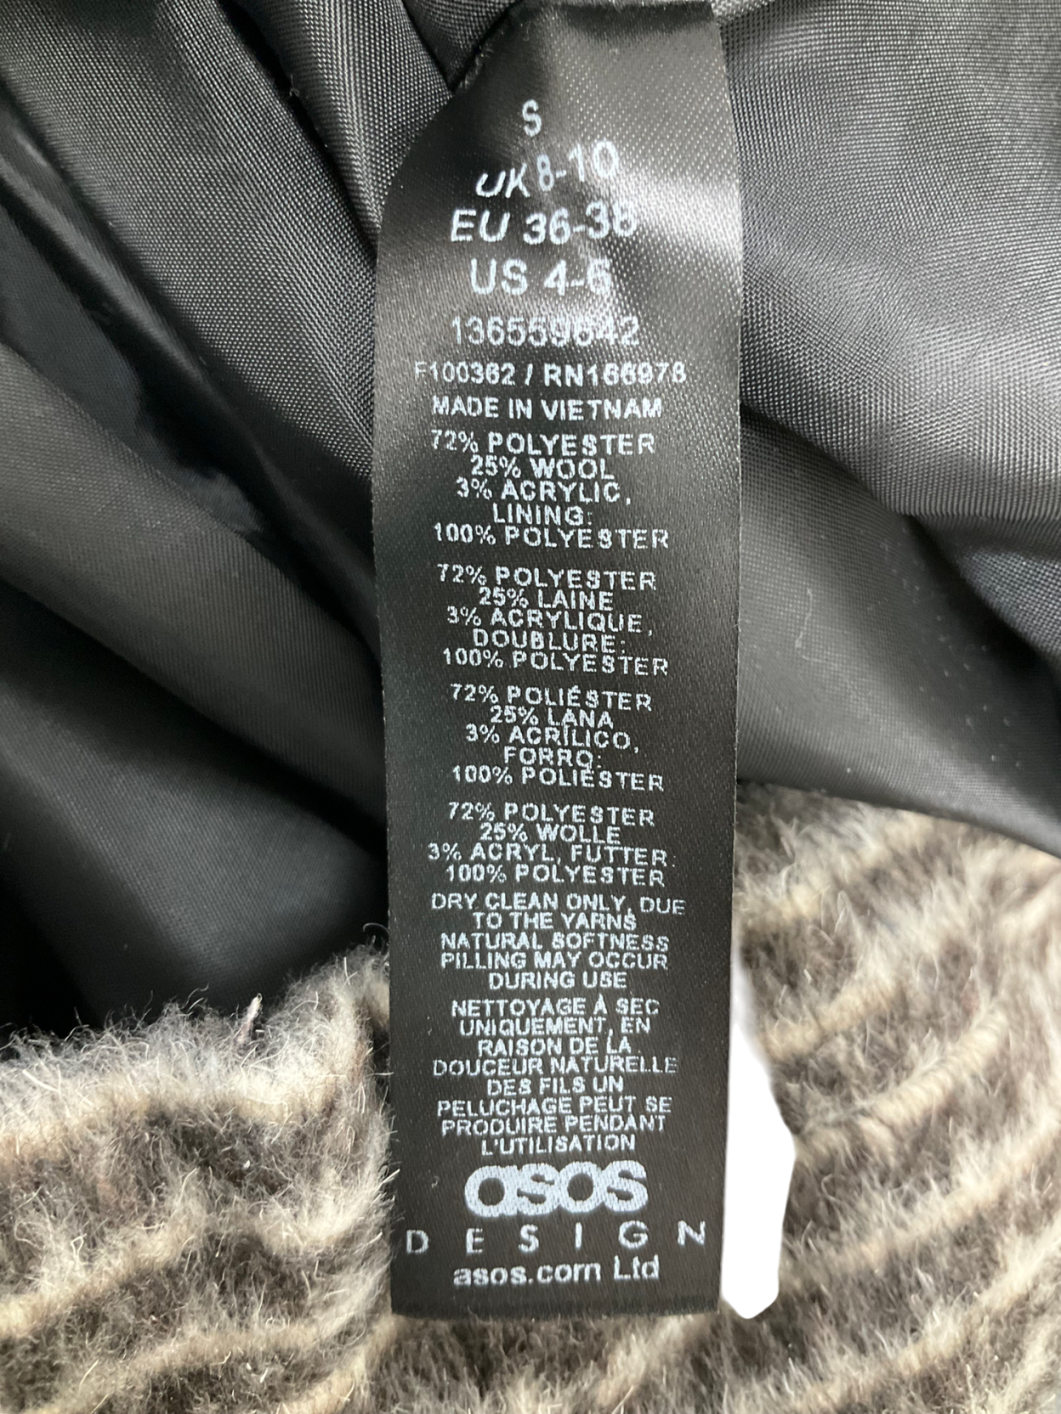 S
UK 8-10
EU 36-38
US 4-6
136559642
F100362 / RN166978
MADE IN VIETNAM
72% POLYESTER
25% WOOL
3% ACRYLIC,
LINING:
100% POLYESTER
72% POLYESTER
25% LAINE
3% ACRYLIQUE,
DOUBLURE:
100% POLYESTER
72% POLIÉSTER
25% LANA
3% ACRÍLICO,
FORRO:
100% POLIÉSTER
72% POLYESTER
25% WOLLE
3% ACRYL, FUTTER:
100% POLYESTER
DRY CLEAN ONLY, DUE
TO THE YARNS
NATURAL SOFTNESS
PILLING MAY OCCUR
DURING USE
NETTOYAGE À SEC
UNIQUEMENT, EN
RAISON DE LA
DOUCEUR NATURELLE
DES FILS UN
PELUCHAGE PEUT SE
PRODUIRE PENDANT
L'UTILISATION
asos
DESIGN
asos.com Ltd